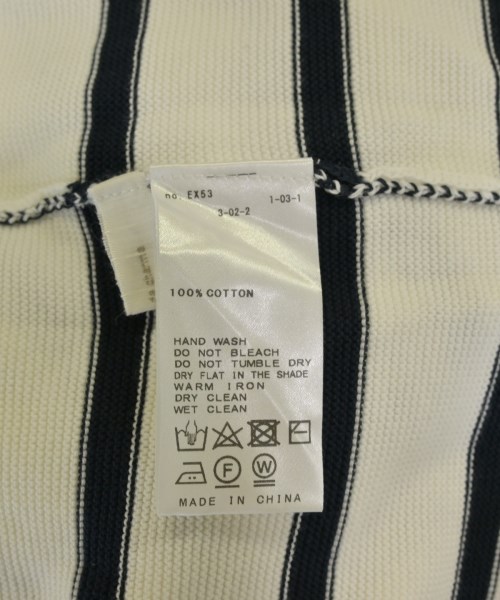 no. EX53 1-03-1
3-02-2
100% COTTON
HAND WASH
DO NOT BLEACH
DO NOT TUMBLE DRY
DRY FLAT IN THE SHADE
WARM IRON
DRY CLEAN
WET CLEAN
F W
MADE IN CHINA